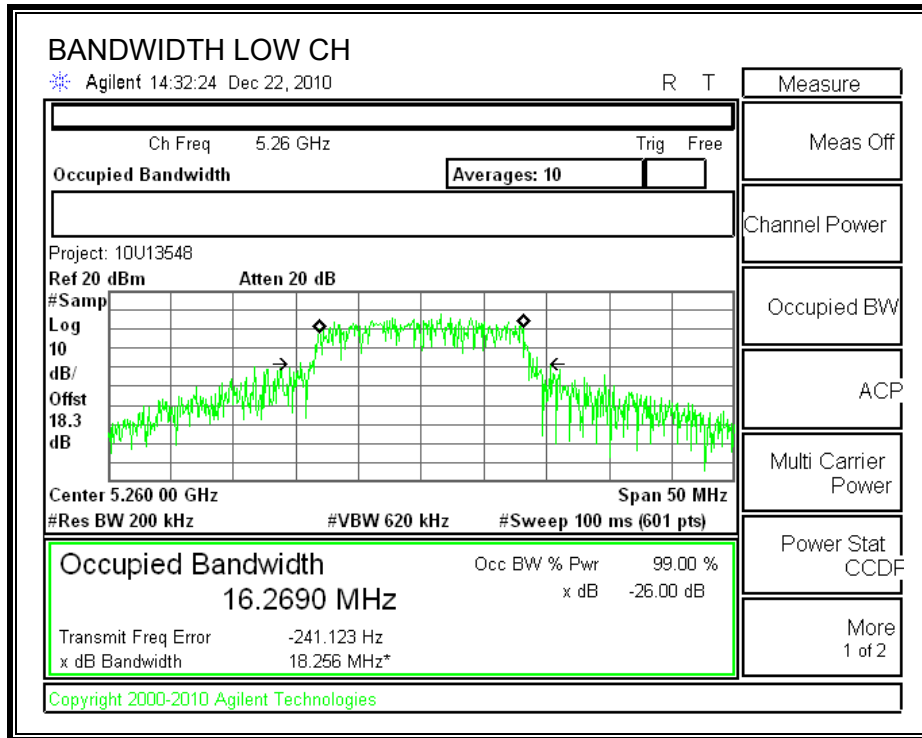 BANDWIDTH LOW CH
Agilent 14:32:24 Dec 22, 2010 R T
Measure
Ch Freq 5.26 GHz Trig Free
Meas Off
Occupied Bandwidth Averages: 10
Channel Power
Project: 10U13548
Ref 20 dBm Atten 20 dB
#Samp
Log
10
dB/
Offst
18.3
dB
Occupied BW
ACP
Multi Carrier
Power
Center 5.260 00 GHz Span 50 MHz
#Res BW 200 kHz #VBW 620 kHz #Sweep 100 ms (601 pts)
Power Stat
CCDF
Occupied Bandwidth Occ BW % Pwr 99.00 %
16.2690 MHz x dB -26.00 dB
Transmit Freq Error -241.123 Hz
x dB Bandwidth 18.256 MHz*
More
1 of 2
Copyright 2000-2010 Agilent Technologies